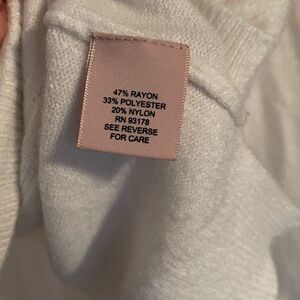 47% RAYON
33% POLYESTER
20% NYLON
RN 93178
SEE REVERSE
FOR CARE